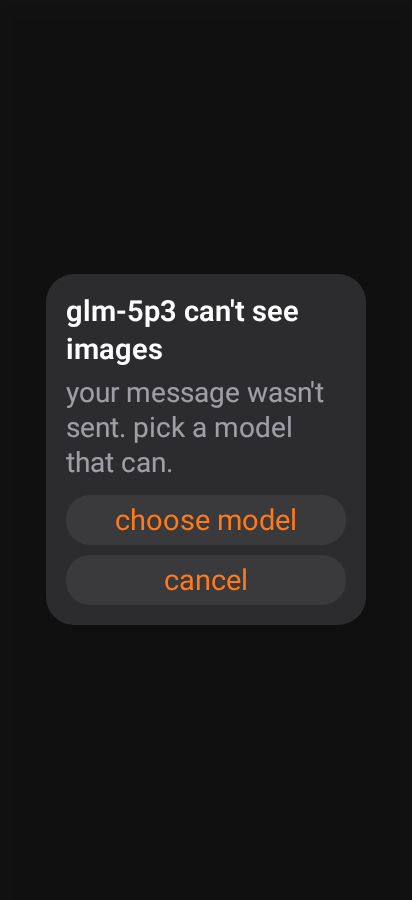 glm-5p3 can't see
images
your message wasn't
sent. pick a model
that can.
choose model
cancel